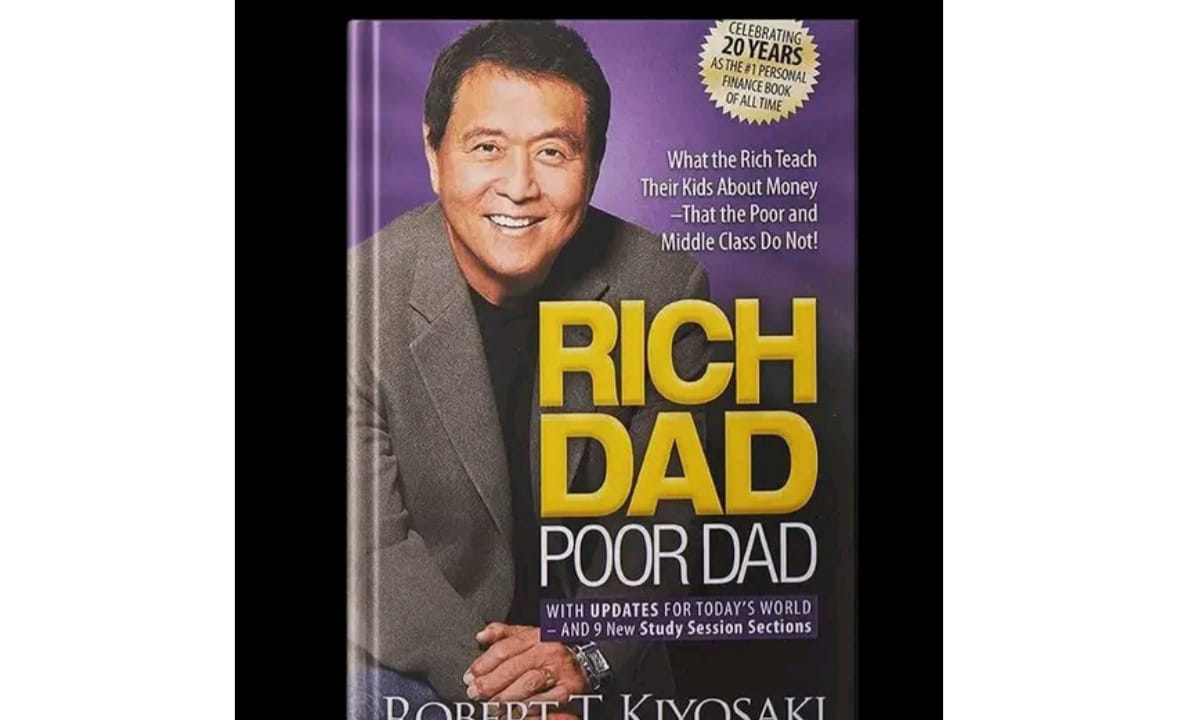 CELEBRATING
20 YEARS
AS THE #1 PERSONAL
FINANCE BOOK
OF ALL TIME
What the Rich Teach
Their Kids About Money
–That the Poor and
Middle Class Do Not!
RICH
DAD
POOR DAD
WITH UPDATES FOR TODAY'S WORLD
– AND 9 New Study Session Sections
ROBERT T. KIYOSAKI